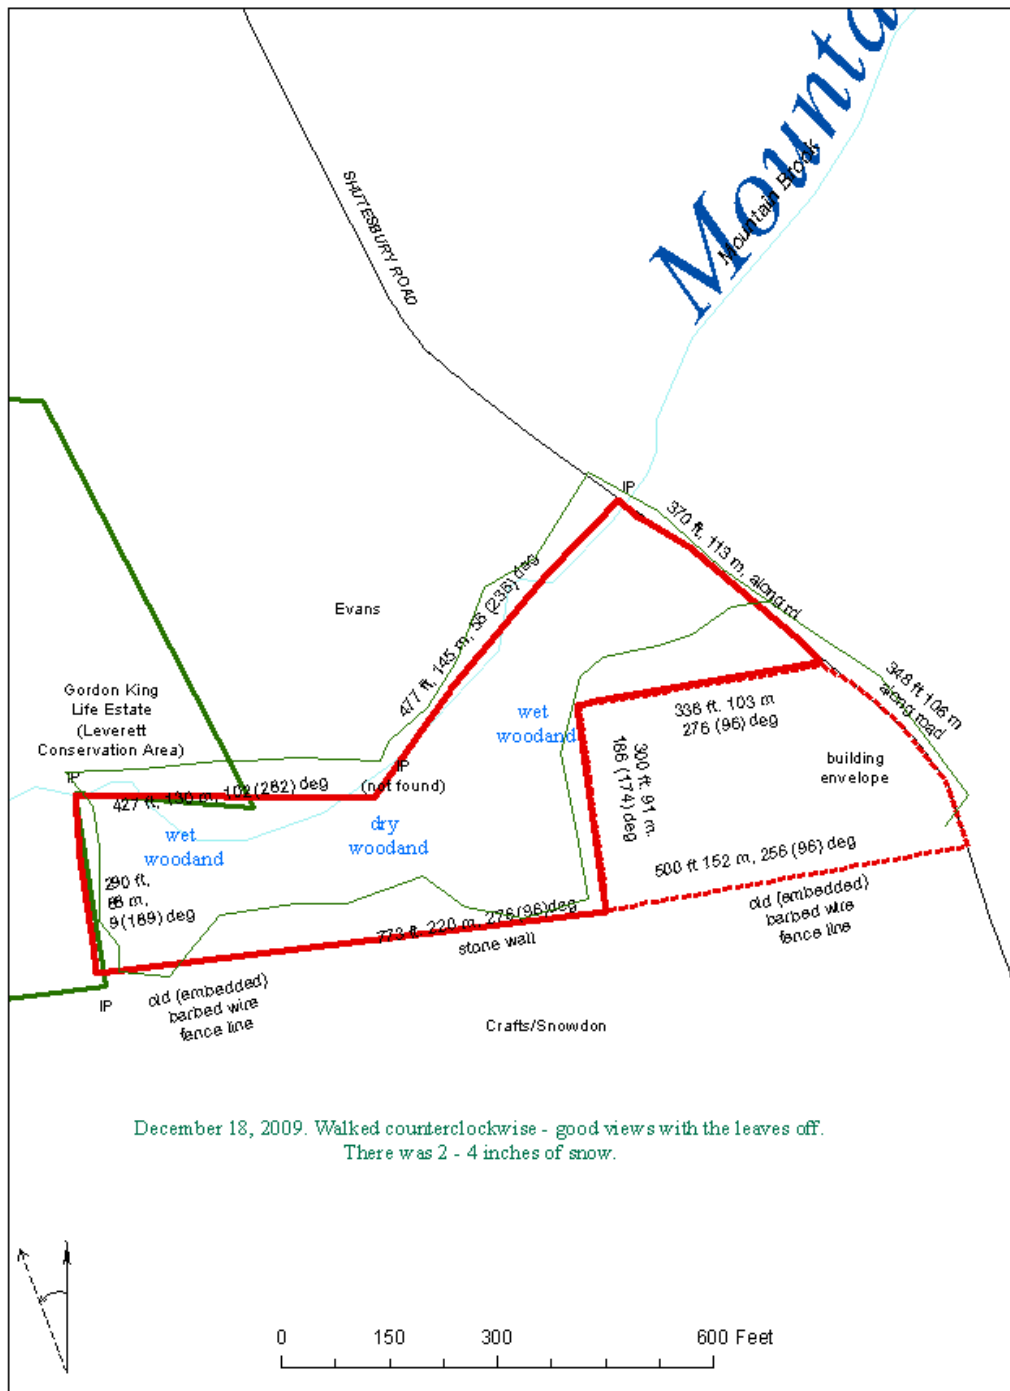 Mounta
Mountain Brook
SHUTESBURY ROAD
IP
370 ft, 113 m, along rd
477 ft, 145 m, 56 (236) deg
Evans
348 ft 106 m
along road
Gordon King
Life Estate
(Leverett
Conservation Area)
IP
wet
woodand
336 ft. 103 m
276 (96) deg
300 ft. 91 m.
186 (174) deg
building
envelope
IP
(not found)
427 ft, 130 m, 102 (282) deg
wet
woodand
dry
woodand
290 ft,
88 m,
9 (189) deg
773 ft. 220 m, 276 (96) deg
stone wall
500 ft 152 m, 256 (96) deg
old (embedded)
barbed wire
fence line
IP
old (embedded)
barbed wire
fence line
Crafts/Snowdon
December 18, 2009. Walked counterclockwise - good views with the leaves off.
There was 2 - 4 inches of snow.
0 150 300 600 Feet